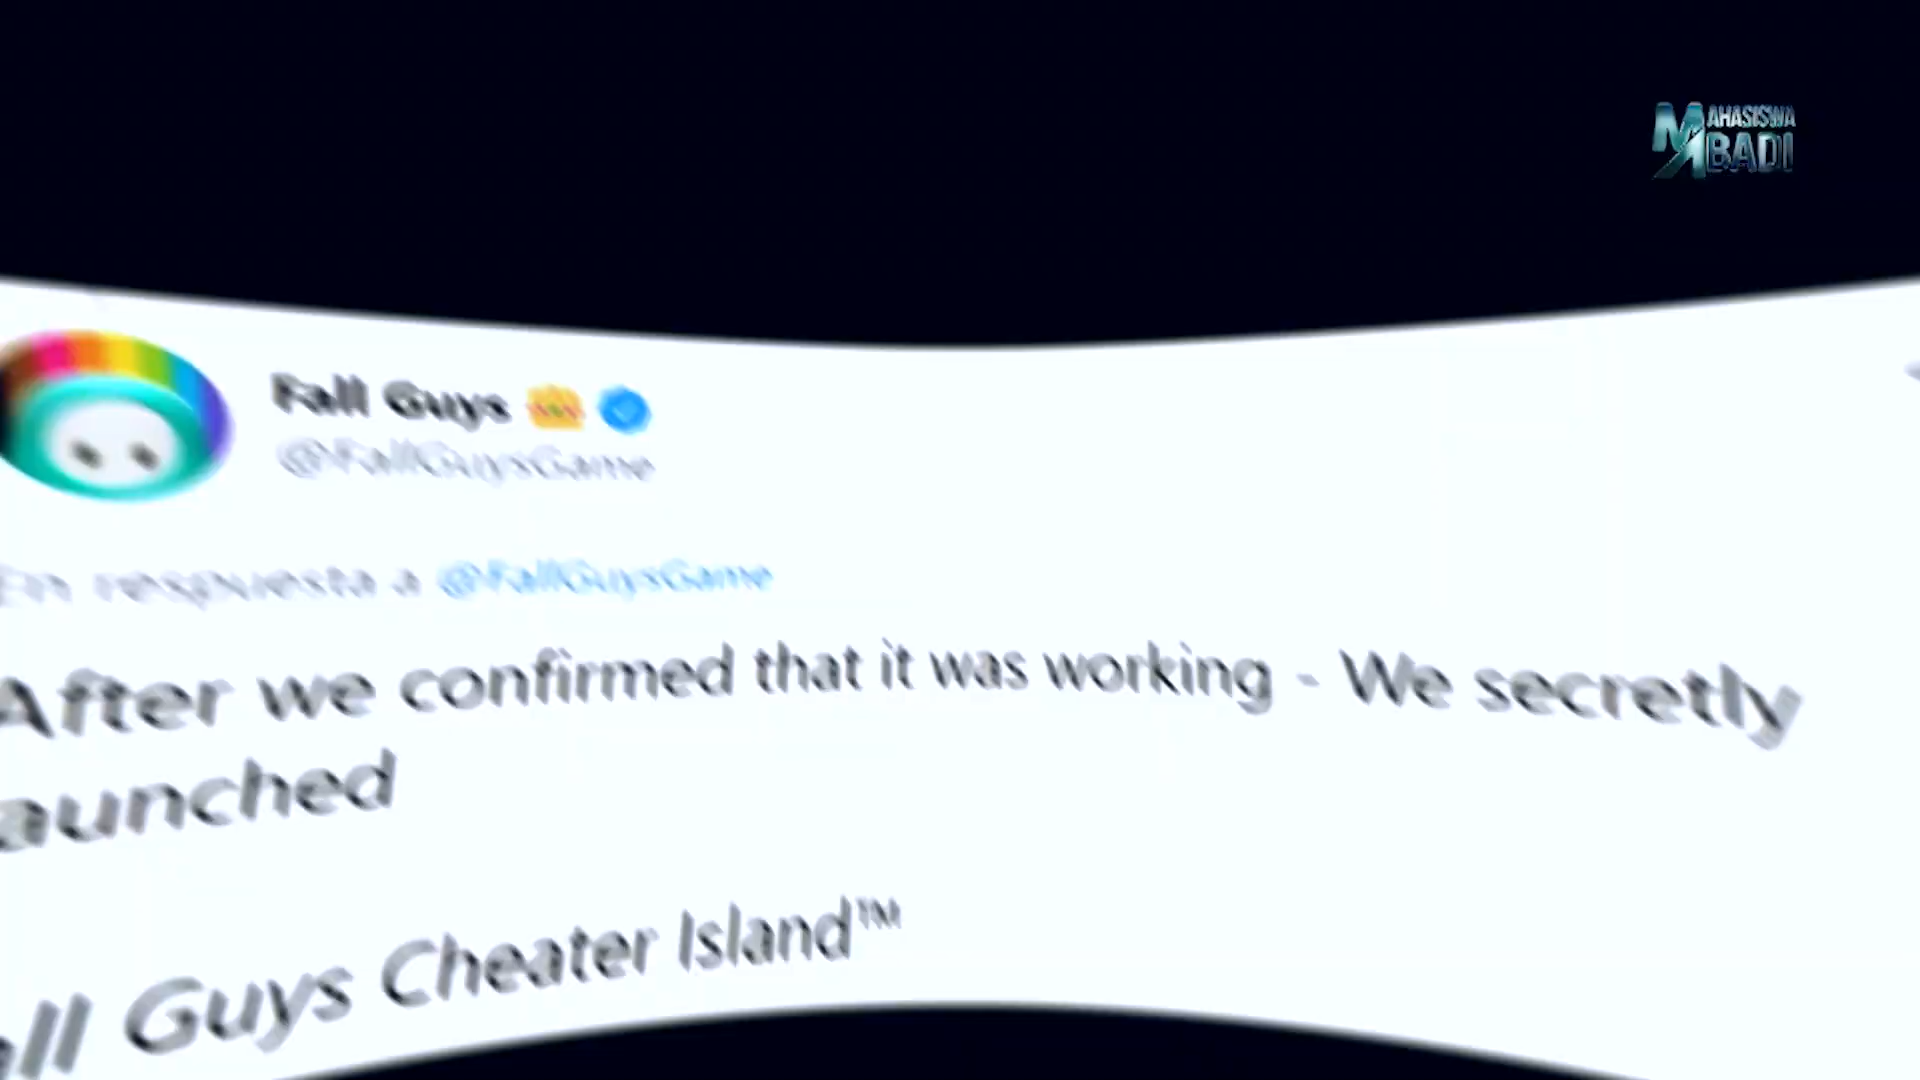 MAHASISWA
ABADI
Fall Guys
@FallGuysGame
En respuesta a @FallGuysGame
After we confirmed that it was working - We secretly
aunched
all Guys Cheater Island™